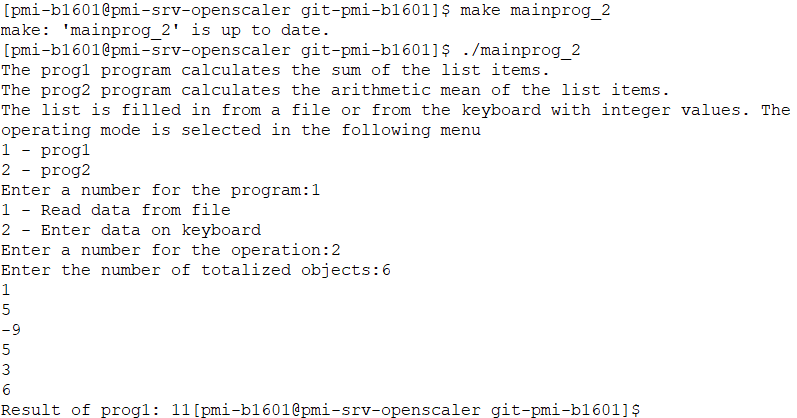 [pmi-b1601@pmi-srv-openscaler git-pmi-b1601]$ make mainprog_2
make: 'mainprog_2' is up to date.
[pmi-b1601@pmi-srv-openscaler git-pmi-b1601]$ ./mainprog_2
The prog1 program calculates the sum of the list items.
The prog2 program calculates the arithmetic mean of the list items.
The list is filled in from a file or from the keyboard with integer values. The
operating mode is selected in the following menu
1 - prog1
2 - prog2
Enter a number for the program:1
1 - Read data from file
2 - Enter data on keyboard
Enter a number for the operation:2
Enter the number of totalized objects:6
1
5
-9
5
3
6
Result of prog1: 11[pmi-b1601@pmi-srv-openscaler git-pmi-b1601]$